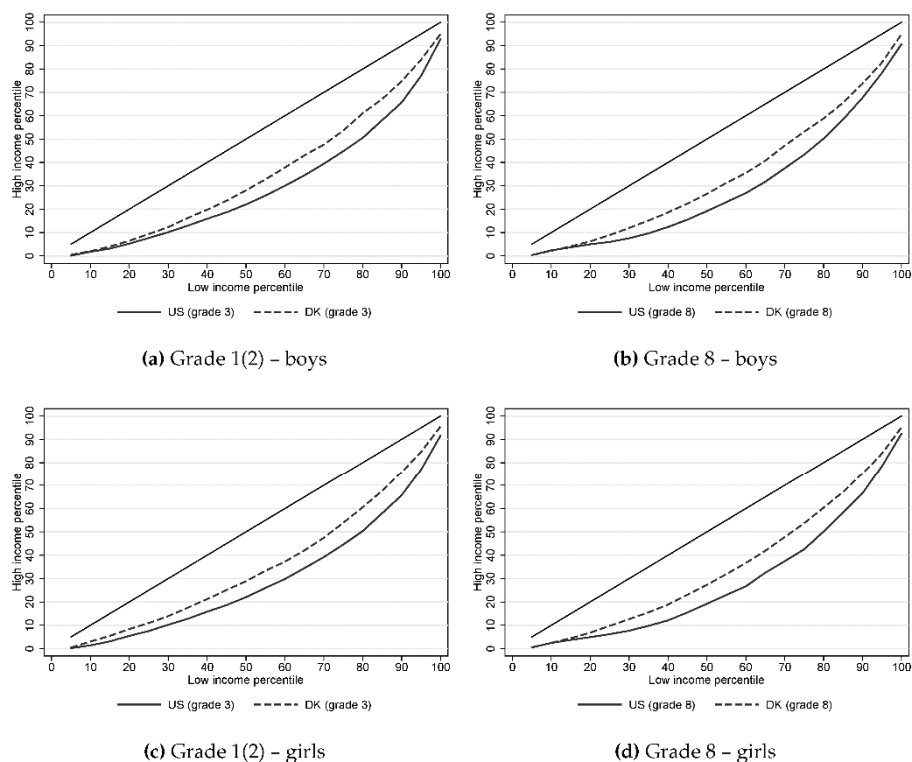 High income percentile
0 10 20 30 40 50 60 70 80 90 100
0 10 20 30 40 50 60 70 80 90 100
Low income percentile
US (grade 3) DK (grade 3)
(a) Grade 1(2) – boys
High income percentile
0 10 20 30 40 50 60 70 80 90 100
0 10 20 30 40 50 60 70 80 90 100
Low income percentile
US (grade 8) DK (grade 8)
(b) Grade 8 – boys
High income percentile
0 10 20 30 40 50 60 70 80 90 100
0 10 20 30 40 50 60 70 80 90 100
Low income percentile
US (grade 3) DK (grade 3)
(c) Grade 1(2) – girls
High income percentile
0 10 20 30 40 50 60 70 80 90 100
0 10 20 30 40 50 60 70 80 90 100
Low income percentile
US (grade 8) DK (grade 8)
(d) Grade 8 – girls